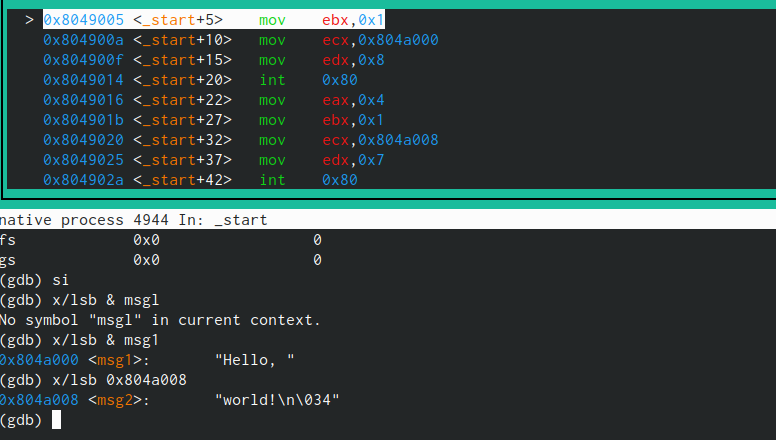 > 0x8049005 <_start+5> mov ebx,0x1
0x804900a <_start+10> mov ecx,0x804a000
0x804900f <_start+15> mov edx,0x8
0x8049014 <_start+20> int 0x80
0x8049016 <_start+22> mov eax,0x4
0x804901b <_start+27> mov ebx,0x1
0x8049020 <_start+32> mov ecx,0x804a008
0x8049025 <_start+37> mov edx,0x7
0x804902a <_start+42> int 0x80
native process 4944 In: _start
fs 0x0 0
gs 0x0 0
(gdb) si
(gdb) x/lsb & msgl
No symbol "msgl" in current context.
(gdb) x/lsb & msg1
0x804a000 <msg1>: "Hello, "
(gdb) x/lsb 0x804a008
0x804a008 <msg2>: "world!\n\034"
(gdb)